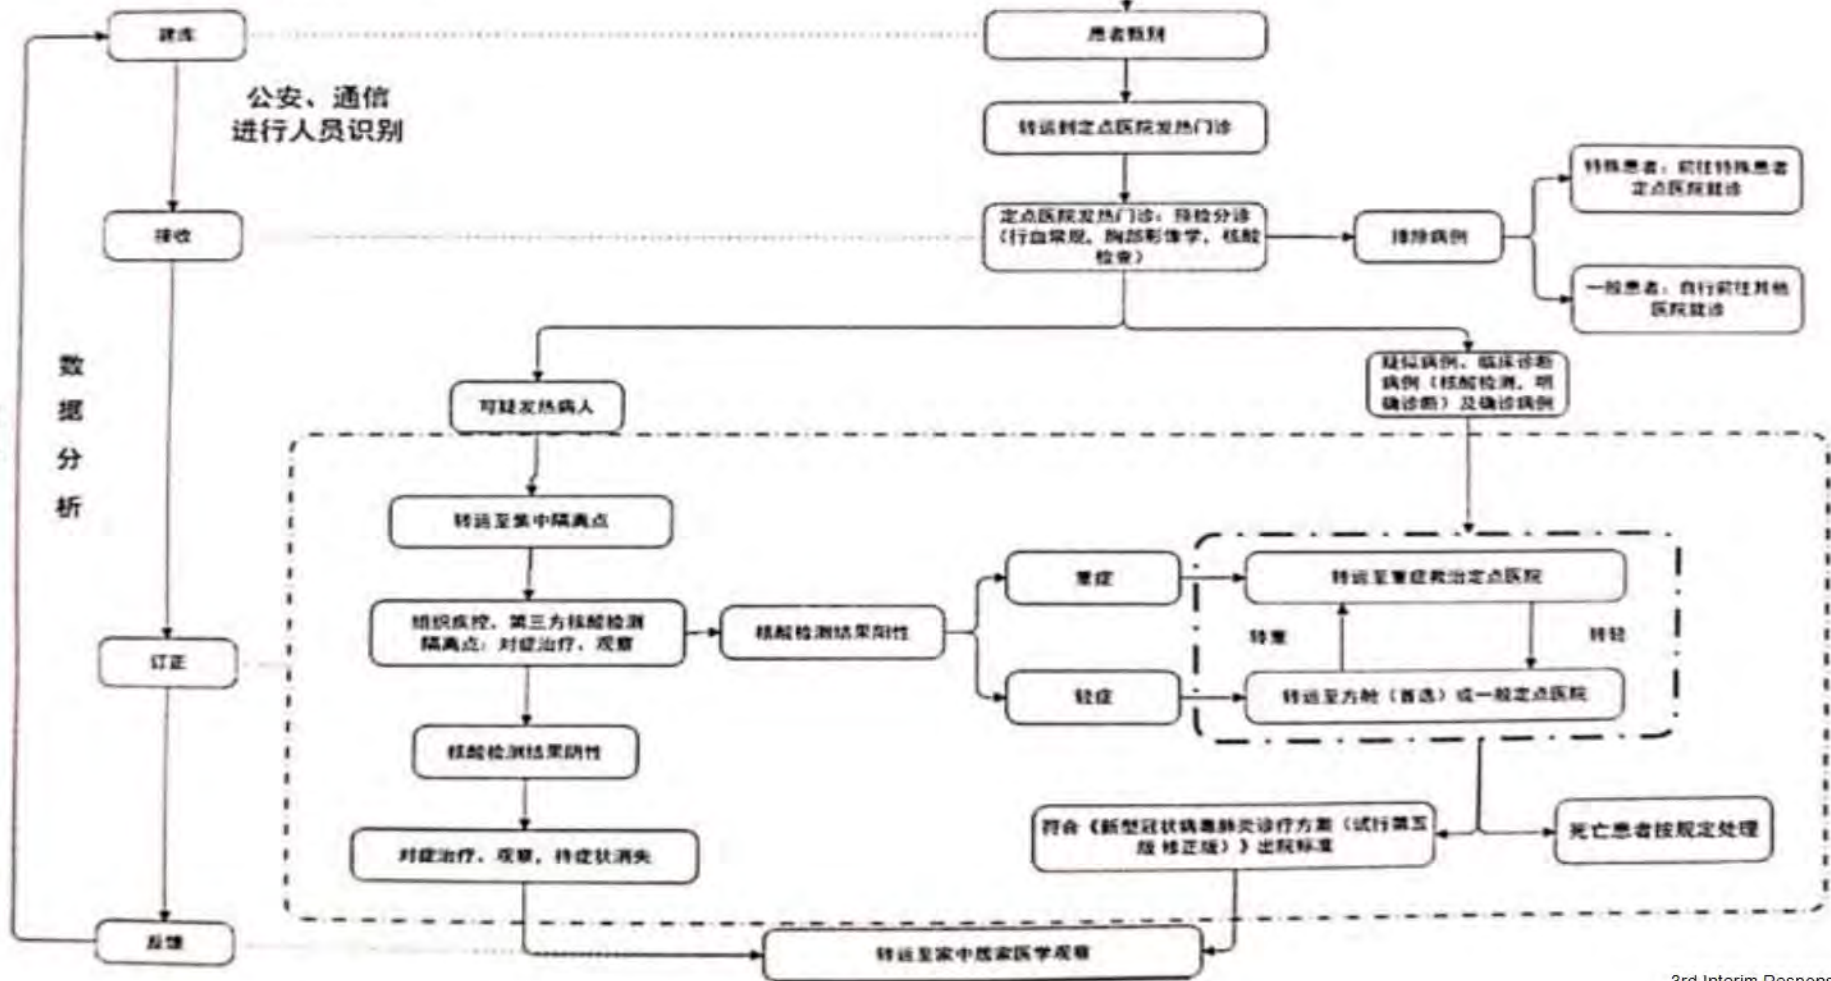 建库
患者甄别
公安、通信
进行人员识别
转运到定点医院发热门诊
特殊患者：前往特殊患者
定点医院就诊
接收
定点医院发热门诊：预检分诊
（行血常规，胸部影像学，核酸
检查）
排除病例
一般患者：自行前往其他
医院就诊
数
据
分
析
可疑发热病人
疑似病例、临床诊断
病例（核酸检测，明
确诊断）及确诊病例
转运至集中隔离点
重症
转运至重症救治定点医院
组织疾控、第三方核酸检测
隔离点：对症治疗、观察
核酸检测结果阳性
转重
转轻
订正
轻症
转运至方舱（首选）或一般定点医院
核酸检测结果阴性
符合《新型冠状病毒肺炎诊疗方案（试行第五
版 修正版）》出院标准
死亡患者按规定处理
对症治疗、观察，待症状消失
反馈
转运至家中居家医学观察
3rd Interim Respons